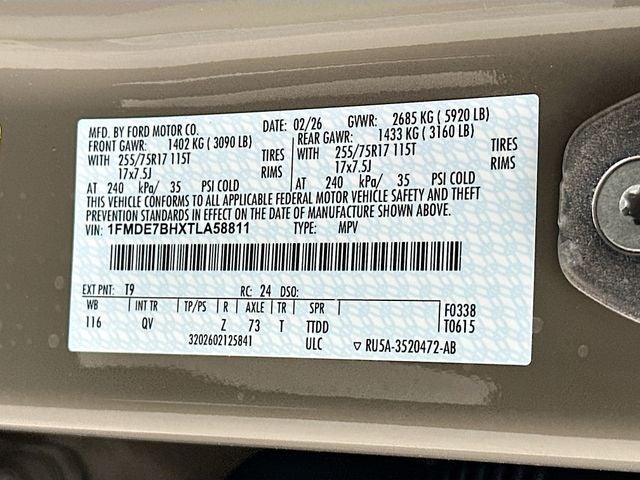 MFD. BY FORD MOTOR CO. DATE: 02/26 GVWR: 2685 KG ( 5920 LB)
FRONT GAWR: 1402 KG ( 3090 LB) REAR GAWR: 1433 KG ( 3160 LB)
WITH 255/75R17 115T TIRES WITH 255/75R17 115T TIRES
17x7.5J RIMS 17x7.5J RIMS
AT 240 kPa/ 35 PSI COLD AT 240 kPa/ 35 PSI COLD
THIS VEHICLE CONFORMS TO ALL APPLICABLE FEDERAL MOTOR VEHICLE SAFETY AND THEFT
PREVENTION STANDARDS IN EFFECT ON THE DATE OF MANUFACTURE SHOWN ABOVE.
VIN: 1FMDE7BHXTLA58811 TYPE: MPV
EXT PNT: T9 RC: 24 DSO:
WB INT TR TP/PS R AXLE TR SPR F0338
116 QV Z 73 T TTDD T0615
3202602125841 ULC ▽ RU5A-3520472-AB